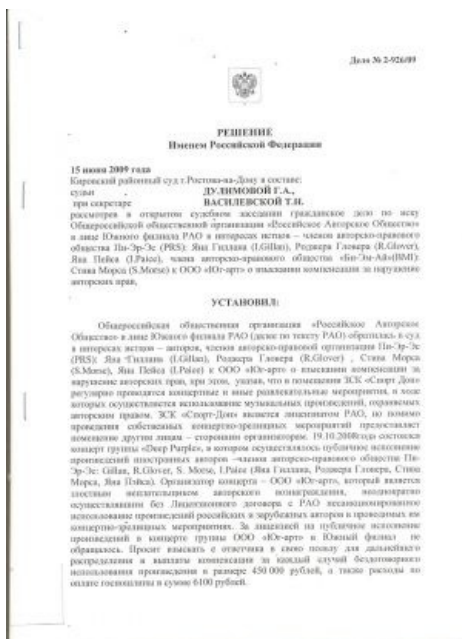 Дело № 2-926/09
РЕШЕНИЕ
Именем Российской Федерации
15 июня 2009 года
Кировский районный суд г.Ростова-на-Дону в составе:
судьи ДУЛИМОВОЙ Г.А.,
при секретаре ВАСИЛЕВСКОЙ Т.Н.
рассмотрев в открытом судебном заседании гражданское дело по иску
Общероссийской общественной организации «Российское Авторское Общество»
в лице Южного филиала РАО в интересах истцов – членов авторско-правового
общества Пи-Эр-Эс (PRS): Яна Гиллана (I.Gillan), Роджера Гловера (R.Glover),
Яна Пейса (I.Paice), члена авторско-правового общества «Би-Эм-Ай»(BMI):
Стива Морса (S.Morse) к ООО «Юг-арт» о взыскании компенсации за нарушение
авторских прав,
УСТАНОВИЛ:
Общероссийская общественная организация «Российское Авторское
Общество» в лице Южного филиала РАО (далее по тексту РАО) обратилась в суд
в интересах истцов – авторов, членов авторско-правовой организации Пи-Эр-Эс
(PRS): Яна Гиллана (I.Gillan), Роджера Гловера (R.Glover) , Стива Морса
(S.Morse), Яна Пейса (I.Paice) к ООО «Юг-арт» о взыскании компенсации за
нарушение авторских прав, при этом, указав, что в помещении ЗСК «Спорт Дон»
регулярно проводятся концертные и иные развлекательные мероприятия, в ходе
которых осуществляется использование музыкальных произведений, охраняемых
авторским правом. ЗСК «Спорт-Дон» является лицензиатом РАО, но помимо
проведения собственных концертно-зрелищных мероприятий предоставляет
помещение другим лицам – сторонним организаторам. 19.10.2008года состоялся
концерт группы «Deep Purple», в котором осуществлялось публичное исполнение
произведений иностранных авторов –членов авторско-правового общества Пи-
Эр-Эс: Gillan, R.Glover, S. Morse, I.Paice (Яна Гиллана, Роджера Гловера, Стива
Морса, Яна Пэйса). Организатор концерта – ООО «Юг-арт», который является
злостным неплательщиком авторского вознаграждения, неоднократно
осуществлявшим без Лицензионного договора с РАО несанкционированное
использование произведений российских и зарубежных авторов в проводимых им
концертно-зрелищных мероприятиях. За лицензией на публичное исполнение
произведений в концерте группы ООО «Юг-арт» в Южный филиал не
обращалось. Просит взыскать с ответчика в свою пользу для дальнейшего
распределения и выплаты компенсации за каждый случай бездоговорного
использования произведения в размере 450 000 рублей, а также расходы по
оплате госпошлины в сумме 6100 рублей.